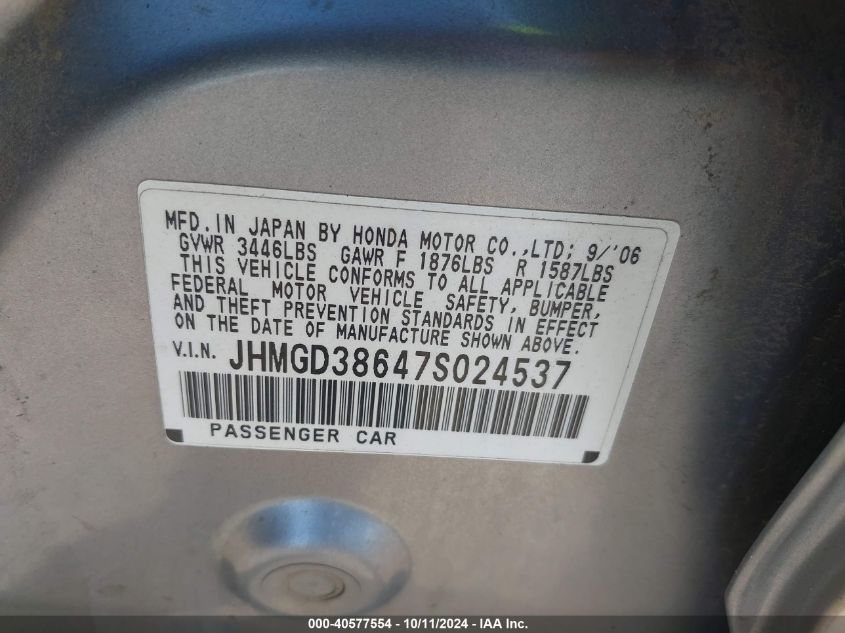 MFD. IN JAPAN BY HONDA MOTOR CO.,LTD; 9/'06
GVWR 3446LBS GAWR F 1876LBS R 1587LBS
THIS VEHICLE CONFORMS TO ALL APPLICABLE
FEDERAL MOTOR VEHICLE SAFETY, BUMPER,
AND THEFT PREVENTION STANDARDS IN EFFECT
ON THE DATE OF MANUFACTURE SHOWN ABOVE.
V.I.N. JHMGD38647S024537
PASSENGER CAR
000-40577554 - 10/11/2024 - IAA Inc.